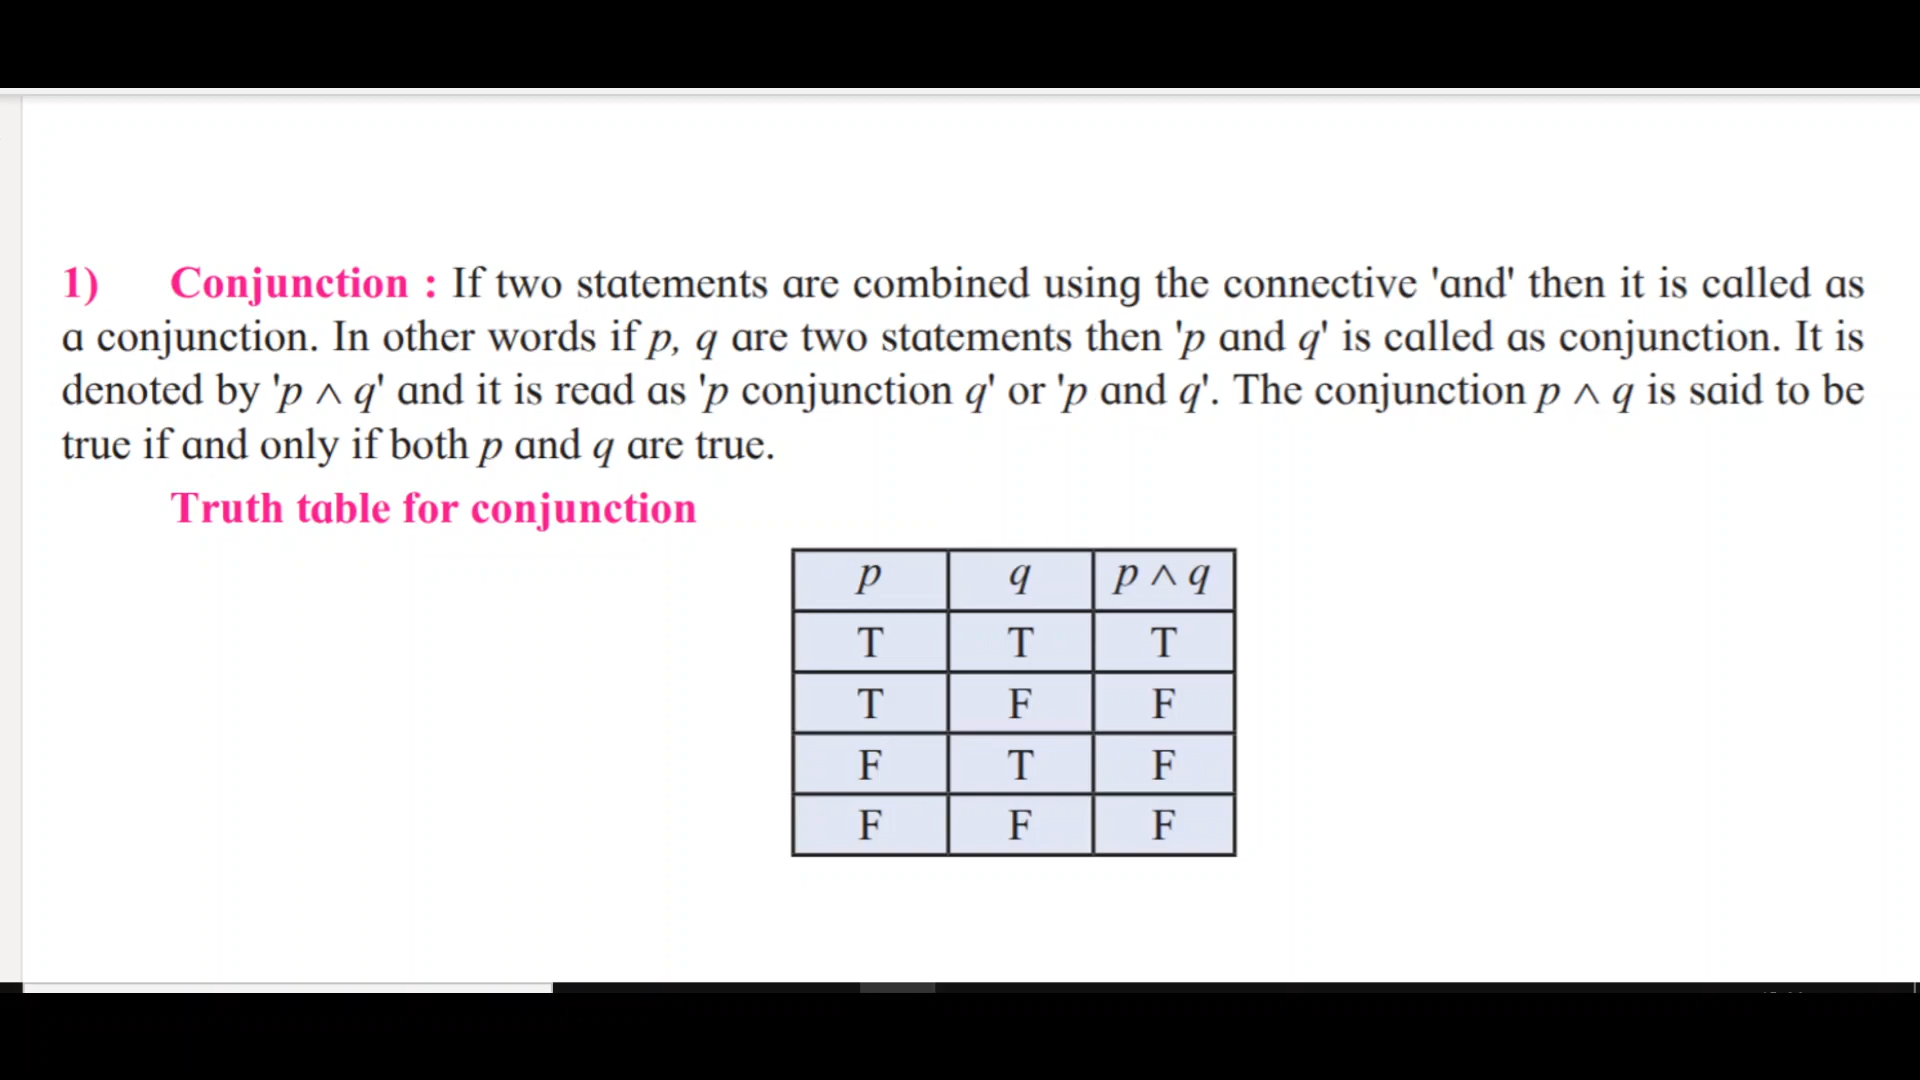 1) Conjunction : If two statements are combined using the connective 'and' then it is called as
a conjunction. In other words if p, q are two statements then 'p and q' is called as conjunction. It is
denoted by 'p ∧ q' and it is read as 'p conjunction q' or 'p and q'. The conjunction p ∧ q is said to be
true if and only if both p and q are true.
Truth table for conjunction
p q p ∧ q
T T T
T F F
F T F
F F F